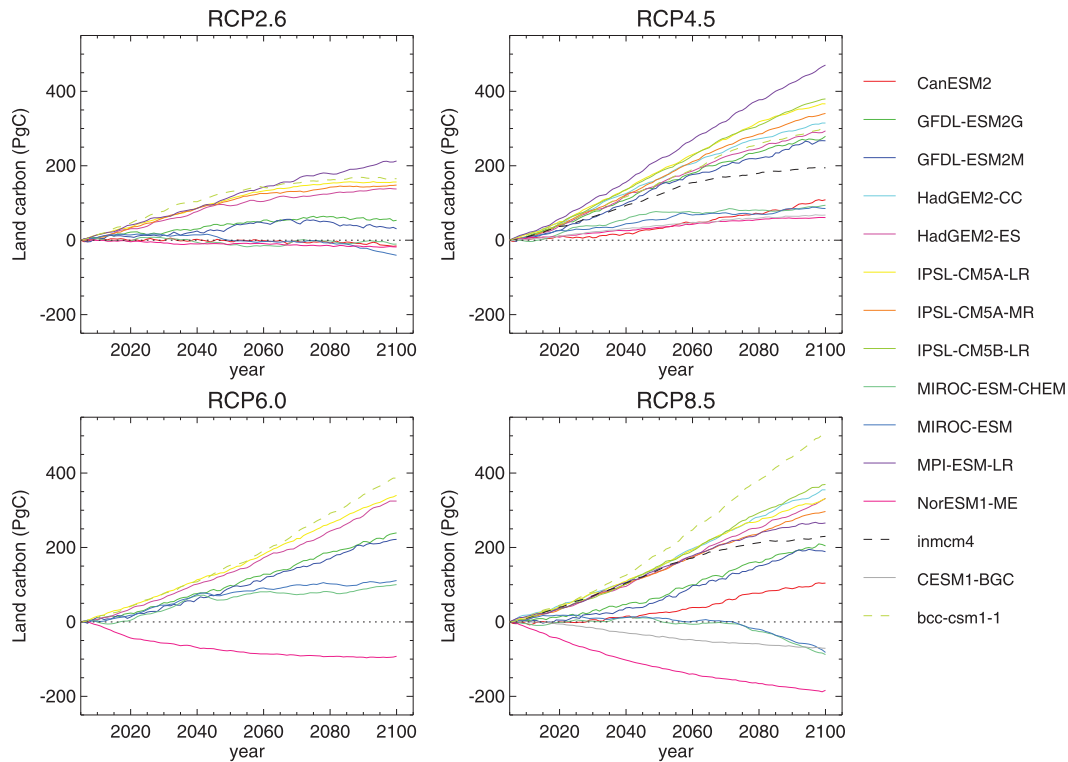 RCP2.6
Land carbon (PgC)
400
200
0
-200
2020 2040 2060 2080 2100
year
RCP4.5
Land carbon (PgC)
400
200
0
-200
2020 2040 2060 2080 2100
year
RCP6.0
Land carbon (PgC)
400
200
0
-200
2020 2040 2060 2080 2100
year
RCP8.5
Land carbon (PgC)
400
200
0
-200
2020 2040 2060 2080 2100
year
CanESM2
GFDL-ESM2G
GFDL-ESM2M
HadGEM2-CC
HadGEM2-ES
IPSL-CM5A-LR
IPSL-CM5A-MR
IPSL-CM5B-LR
MIROC-ESM-CHEM
MIROC-ESM
MPI-ESM-LR
NorESM1-ME
inmcm4
CESM1-BGC
bcc-csm1-1